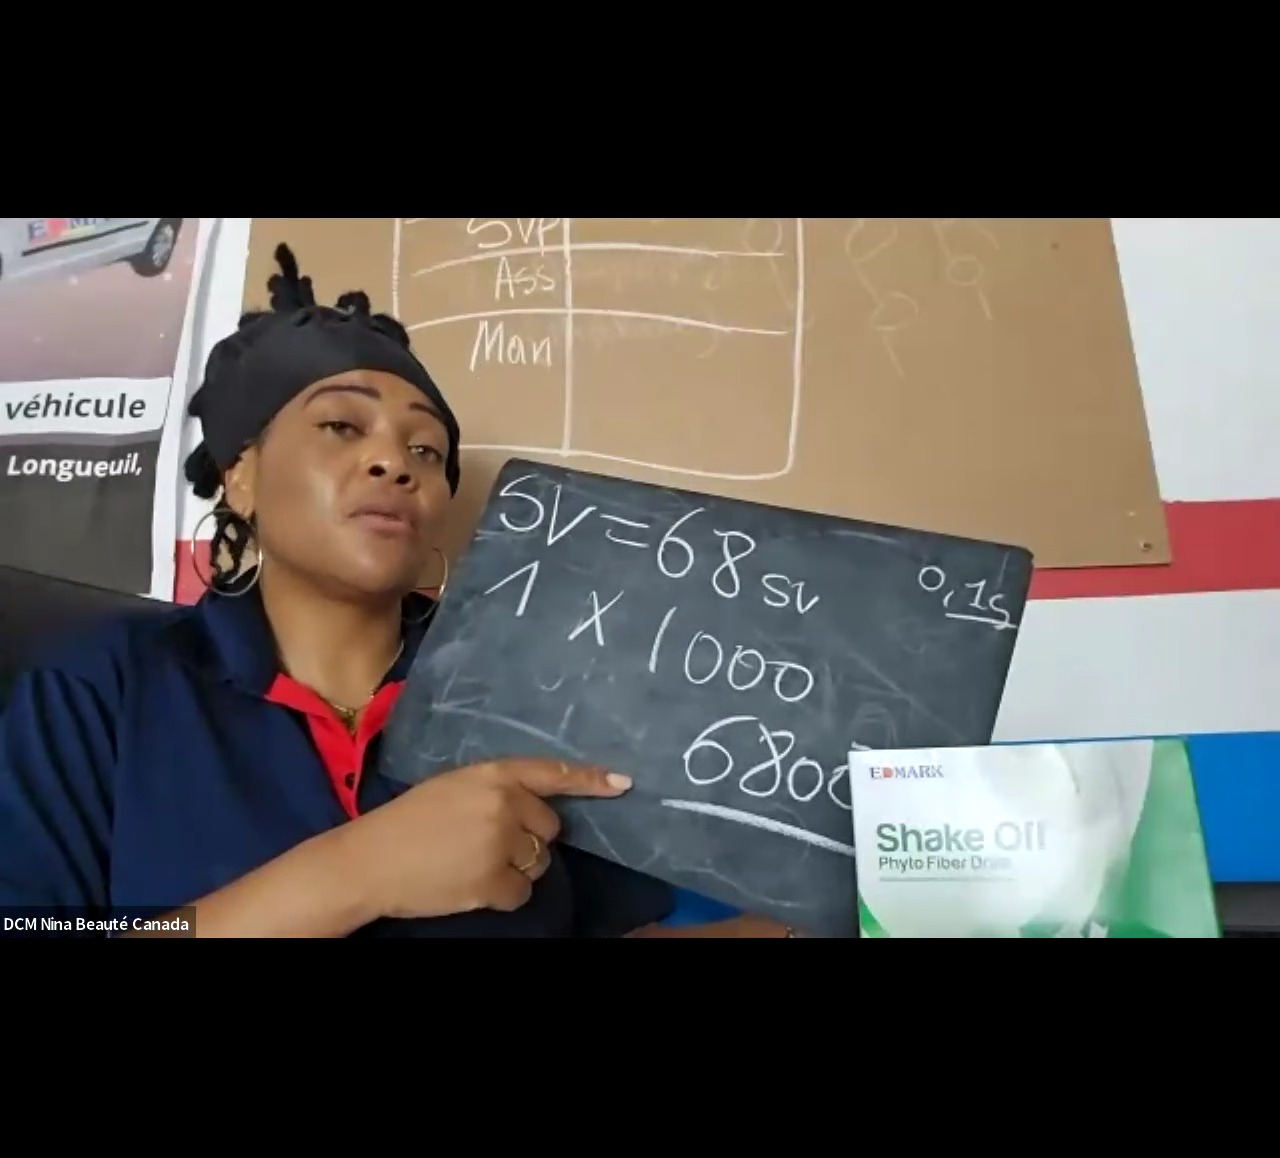 SVP
Ass
Man
véhicule
Longueuil,
SV=68 SV
0,15
1 X 1000
6800
EDMARK
Shake Off
Phyto Fiber Drink
DCM Nina Beauté Canada